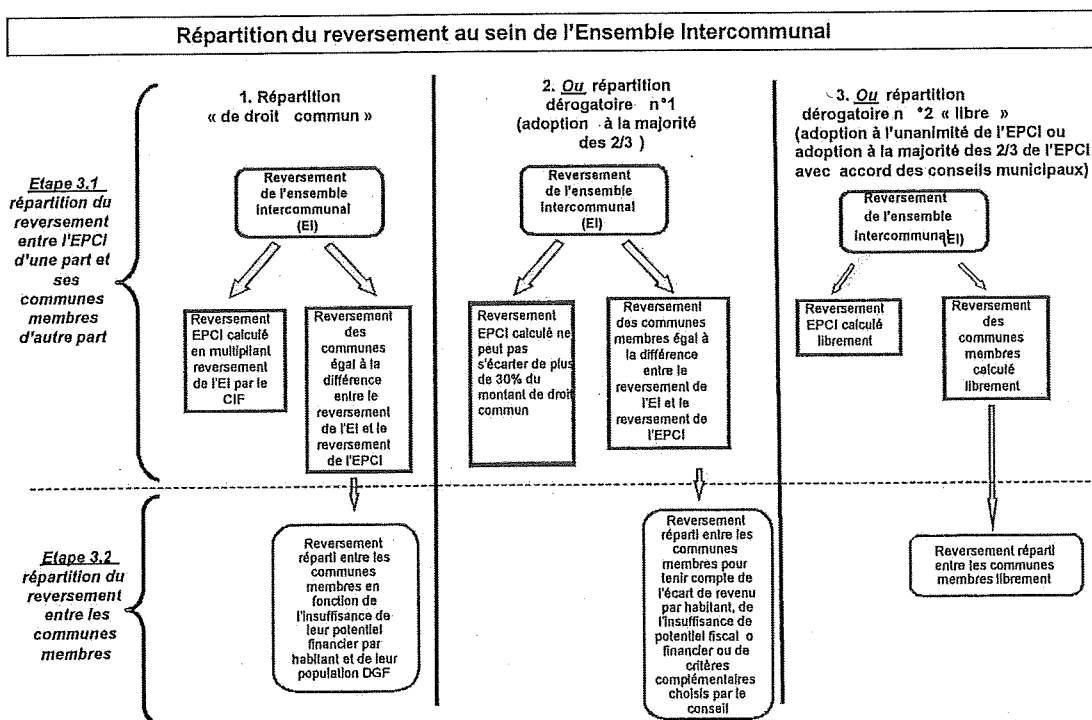 Répartition du reversement au sein de l'Ensemble Intercommunal
1. Répartition
« de droit commun »
2. Ou répartition
dérogatoire n°1
(adoption à la majorité
des 2/3 )
3. Ou répartition
dérogatoire n °2 « libre »
(adoption à l'unanimité de l'EPCI ou
adoption à la majorité des 2/3 de l'EPCI
avec accord des conseils municipaux)
Etape 3.1
répartition du
reversement
entre l'EPCI
d'une part et
ses
communes
membres
d'autre part
Reversement
de l'ensemble
Intercommunal
(EI)
Reversement
EPCI calculé
en multipliant
reversement
de l'EI par le
CIF
Reversement
des
communes
égal à la
différence
entre le
reversement
de l'EI et le
reversement
de l'EPCI
Reversement
de l'ensemble
Intercommunal
(EI)
Reversement
EPCI calculé ne
peut pas
s'écarter de plus
de 30% du
montant de droit
commun
Reversement
des communes
membres égal à
la différence
entre le
reversement de
l'EI et le
reversement de
l'EPCI
Reversement
de l'ensemble
Intercommunal (EI)
Reversement
EPCI calculé
librement
Reversement
des
communes
membres
calculé
librement
Etape 3.2
répartition du
reversement
entre les
communes
membres
Reversement
réparti entre les
communes
membres en
fonction de
l'insuffisance de
leur potentiel
financier par
habitant et de leur
population DGF
Reversement
réparti entre les
communes
membres pour
tenir compte de
l'écart de revenu
par habitant, de
l'insuffisance de
potentiel fiscal o
financier ou de
critères
complémentaires
choisis par le
conseil
Reversement réparti
entre les communes
membres librement